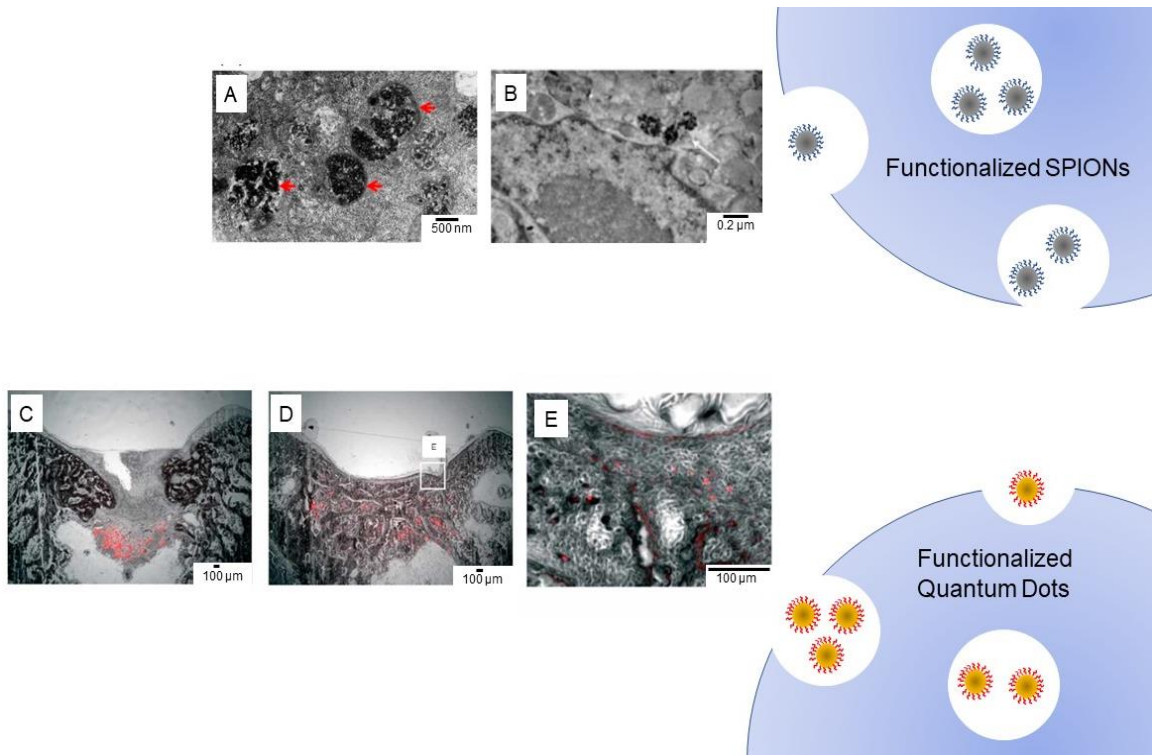 A
500 nm
B
0.2 µm
Functionalized SPIONs
C
100 µm
D
E
100 µm
E
100 µm
Functionalized
Quantum Dots